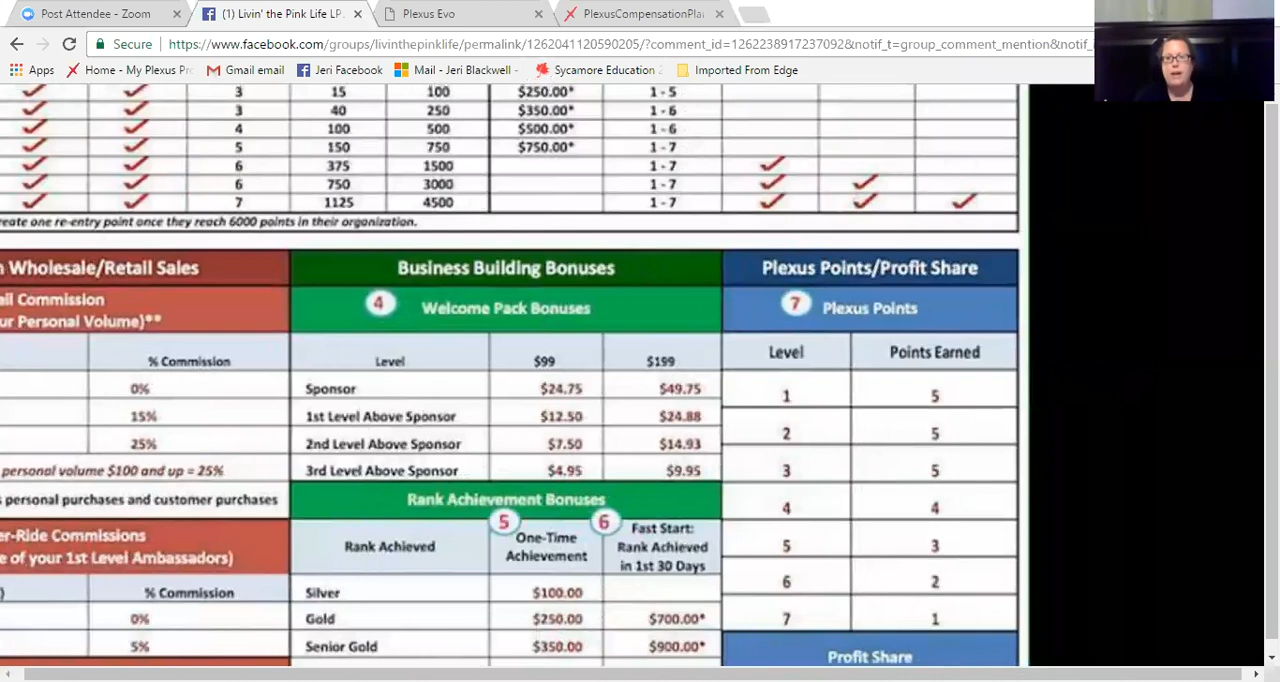 Post Attendee - Zoom
(1) Livin' the Pink Life LP
Plexus Evo
PlexusCompensationPla
Secure
https://www.facebook.com/groups/livinthepinklife/permalink/1262041120590205/?comment_id=1262238917237092&notif_t=group_comment_mention&notif_
Apps
Home - My Plexus Pr
Gmail email
Jeri Facebook
Mail - Jeri
kwell -
Sycamore Education
Imported From Edge
3 15 100 $250.00* 1 - 5
3 40 250 $350.00* 1 - 6
4 100 500 $500.00* 1 - 6
5 150 750 $750.00* 1 - 7
6 375 1500 1 - 7
6 750 3000 1 - 7
7 1125 4500 1 - 7
reate one re-entry point once they reach 6000 points in their organization.
n Wholesale/Retail Sales
ail Commission
ur Personal Volume)**
% Commission
0%
15%
25%
personal volume $100 and up = 25%
s personal purchases and customer purchases
er-Ride Commissions
e of your 1st Level Ambassadors)
) % Commission
0%
5%
Business Building Bonuses
4 Welcome Pack Bonuses
Level $99 $199
Sponsor $24.75 $49.75
1st Level Above Sponsor $12.50 $24.88
2nd Level Above Sponsor $7.50 $14.93
3rd Level Above Sponsor $4.95 $9.95
Rank Achievement Bonuses
5 6
Rank Achieved
One-Time
Achievement
Fast Start:
Rank Achieved
in 1st 30 Days
Silver $100.00
Gold $250.00 $700.00*
Senior Gold $350.00 $900.00*
Plexus Points/Profit Share
7 Plexus Points
Level Points Earned
1 5
2 5
3 5
4 4
5 3
6 2
7 1
Profit Share